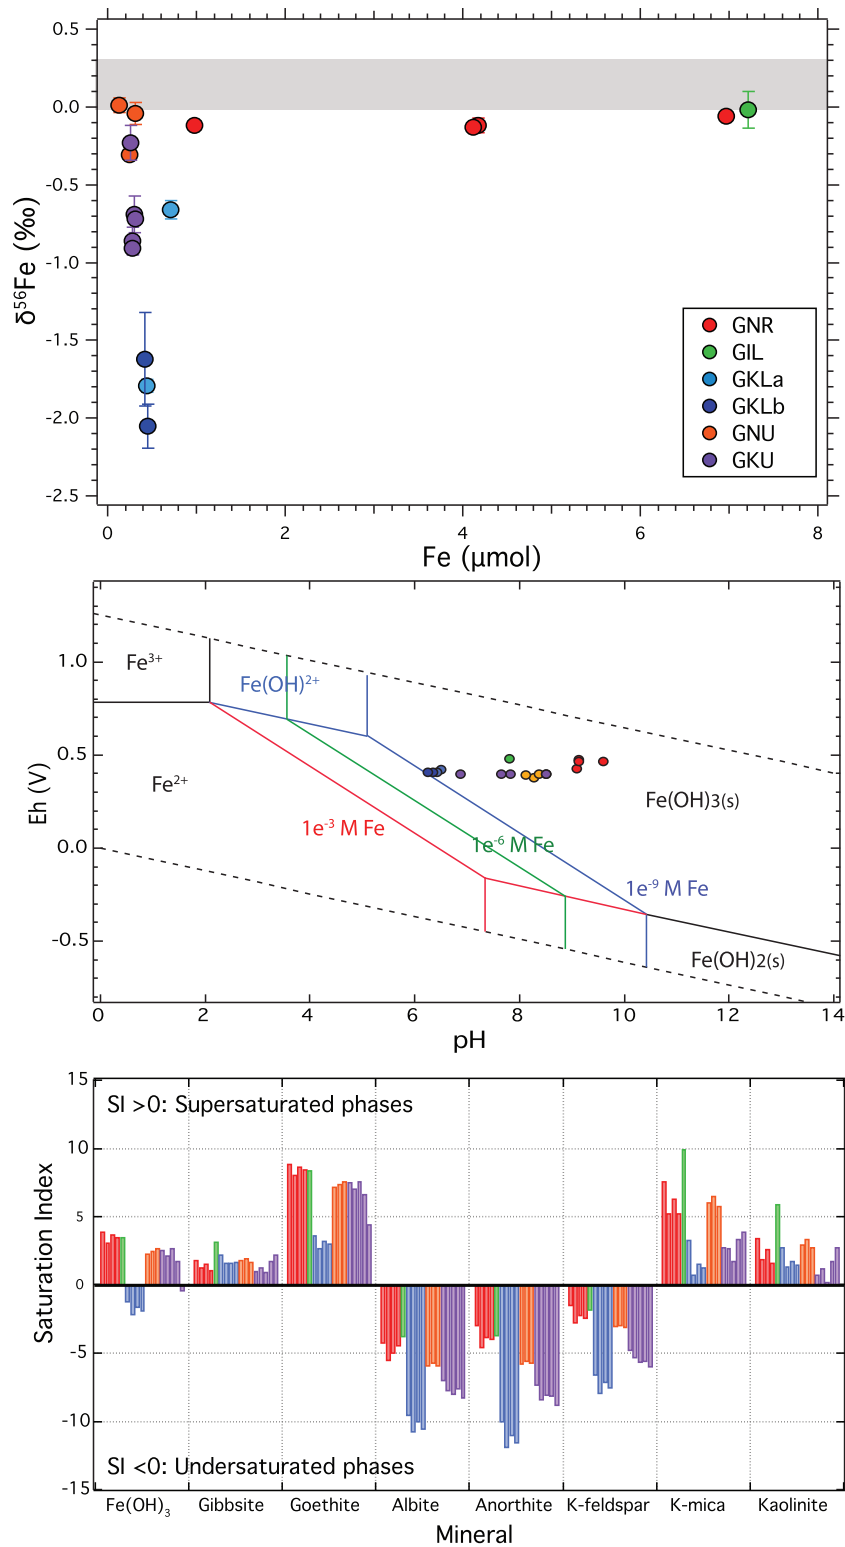 0.5
0.0
-0.5
-1.0
-1.5
-2.0
-2.5
δ⁵⁶Fe (‰)
GNR
GIL
GKLa
GKLb
GNU
GKU
0 2 4 6 8
Fe (µmol)
1.0
0.5
0.0
-0.5
Eh (V)
Fe³⁺
Fe(OH)²⁺
Fe²⁺
Fe(OH)3(s)
1e⁻³ M Fe
1e⁻⁶ M Fe
1e⁻⁹ M Fe
Fe(OH)2(s)
0 2 4 6 8 10 12 14
pH
15
10
5
0
-5
-10
-15
Saturation Index
SI >0: Supersaturated phases
SI <0: Undersaturated phases
Fe(OH)₃ Gibbsite Goethite Albite Anorthite K-feldspar K-mica Kaolinite
Mineral